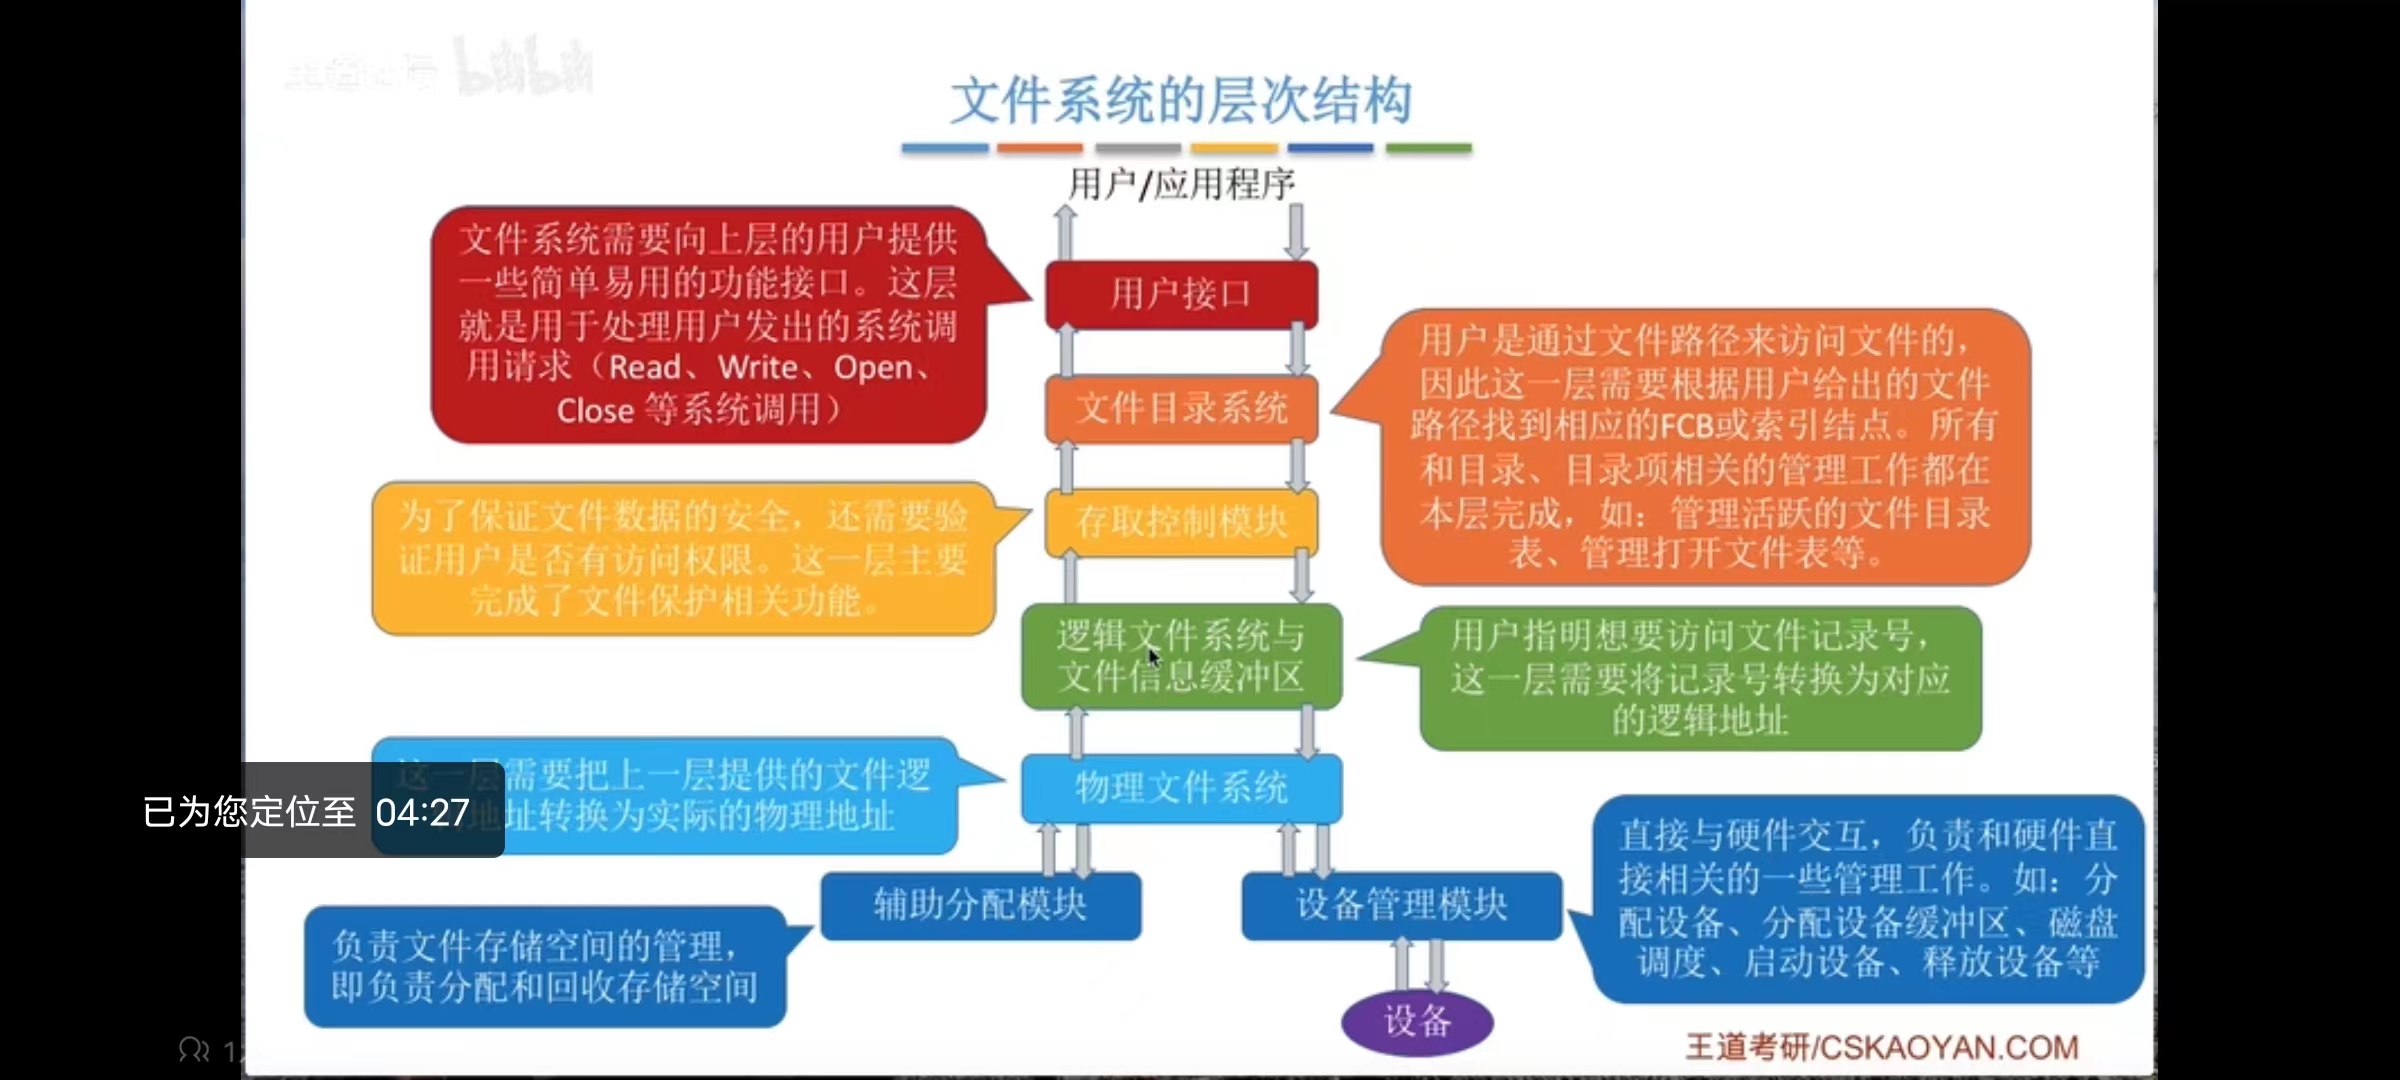 bilibili
文件系统的层次结构
用户/应用程序
文件系统需要向上层的用户提供
一些简单易用的功能接口。这层
就是用于处理用户发出的系统调
用请求（Read、Write、Open、
Close 等系统调用）
用户接口
用户是通过文件路径来访问文件的，
因此这一层需要根据用户给出的文件
路径找到相应的FCB或索引结点。所有
和目录、目录项相关的管理工作都在
本层完成，如：管理活跃的文件目录
表、管理打开文件表等。
文件目录系统
为了保证文件数据的安全，还需要验
证用户是否有访问权限。这一层主要
完成了文件保护相关功能。
存取控制模块
逻辑文件系统与
文件信息缓冲区
用户指明想要访问文件记录号，
这一层需要将记录号转换为对应
的逻辑地址
这一层需要把上一层提供的文件逻
地址转换为实际的物理地址
物理文件系统
已为您定位至 04:27
辅助分配模块
设备管理模块
直接与硬件交互，负责和硬件直
接相关的一些管理工作。如：分
配设备、分配设备缓冲区、磁盘
调度、启动设备、释放设备等
负责文件存储空间的管理，
即负责分配和回收存储空间
设备
王道考研/CSKAOYAN.COM